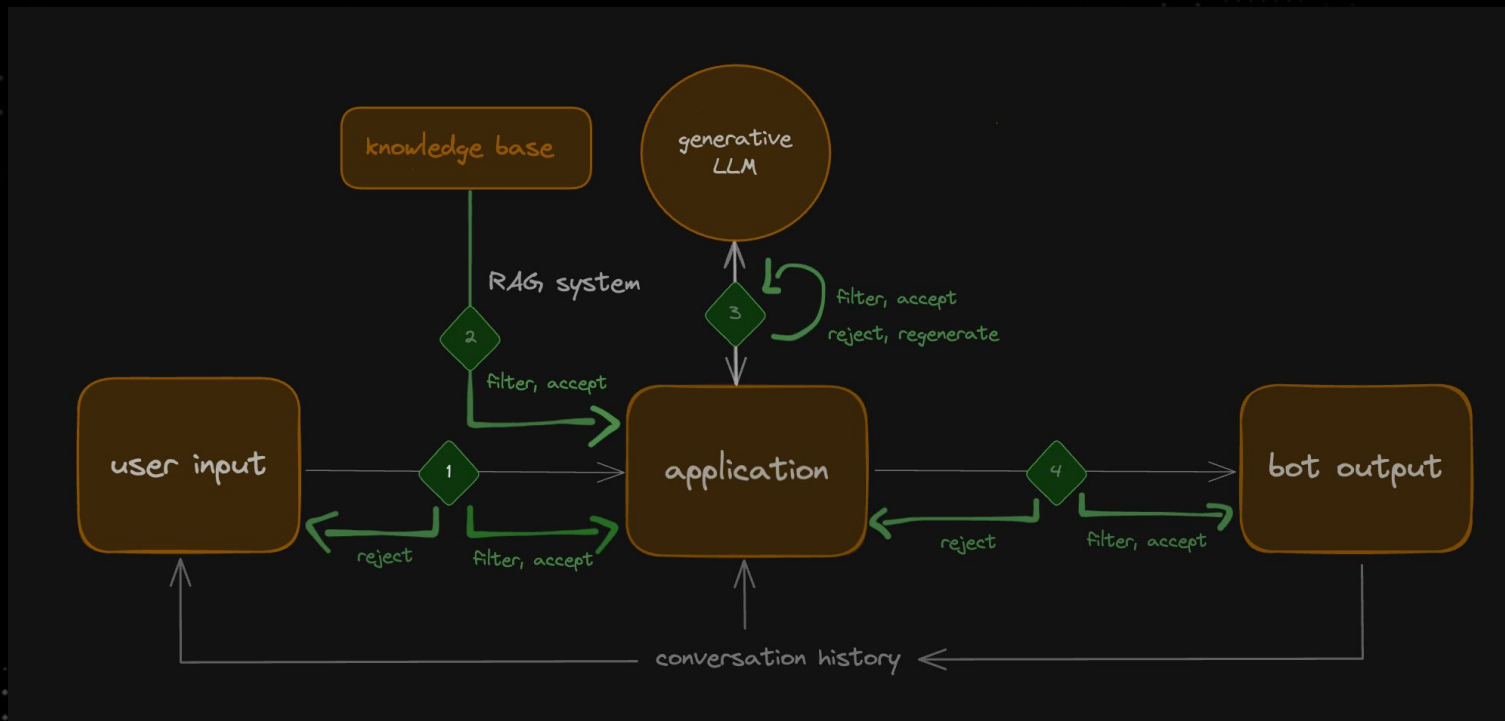 knowledge base
generative
LLM
RAG system
3
filter, accept
reject, regenerate
2
filter, accept
user input
1
application
4
bot output
reject
filter, accept
reject
filter, accept
conversation history